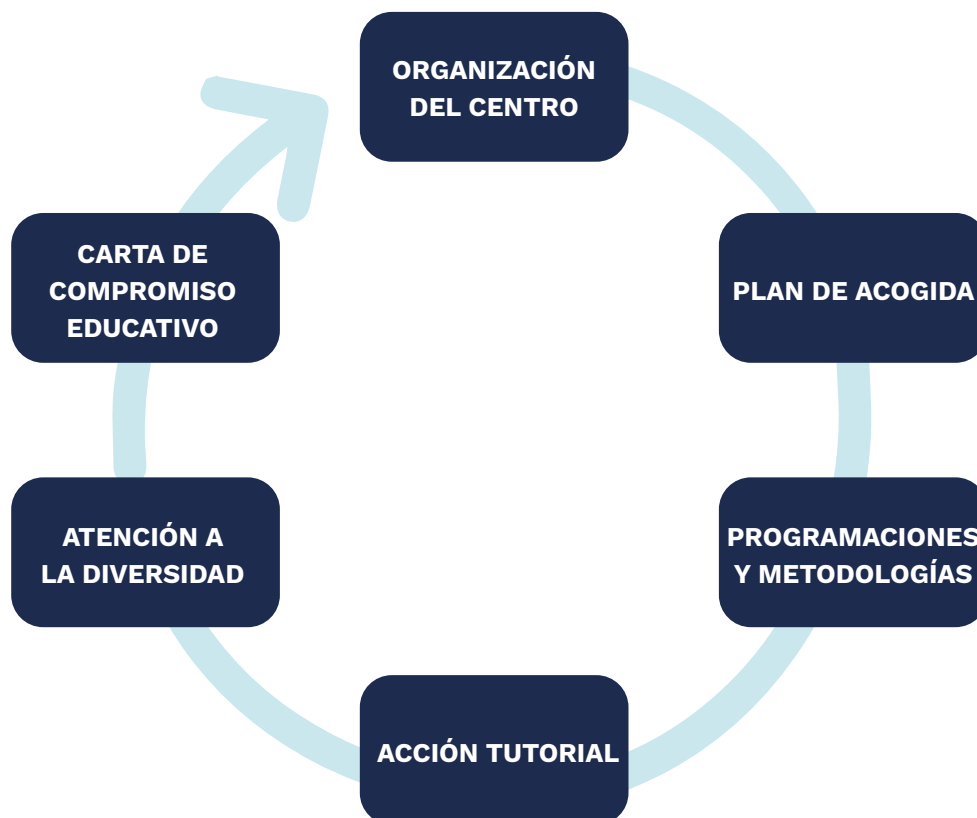 ORGANIZACIÓN
DEL CENTRO
PLAN DE ACOGIDA
PROGRAMACIONES
Y METODOLOGÍAS
ACCIÓN TUTORIAL
ATENCIÓN A
LA DIVERSIDAD
CARTA DE
COMPROMISO
EDUCATIVO